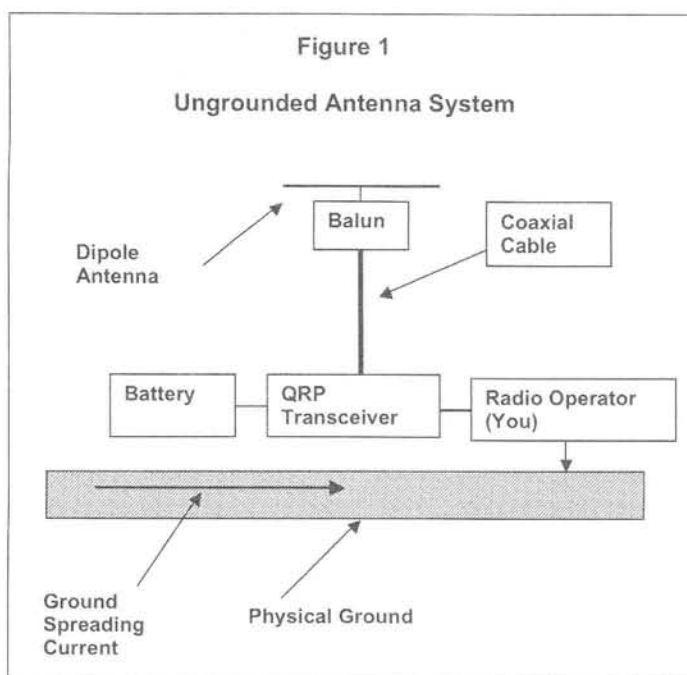 Figure 1
Ungrounded Antenna System
Balun
Coaxial
Cable
Dipole
Antenna
Battery
QRP
Transceiver
Radio Operator
(You)
Ground
Spreading
Current
Physical Ground